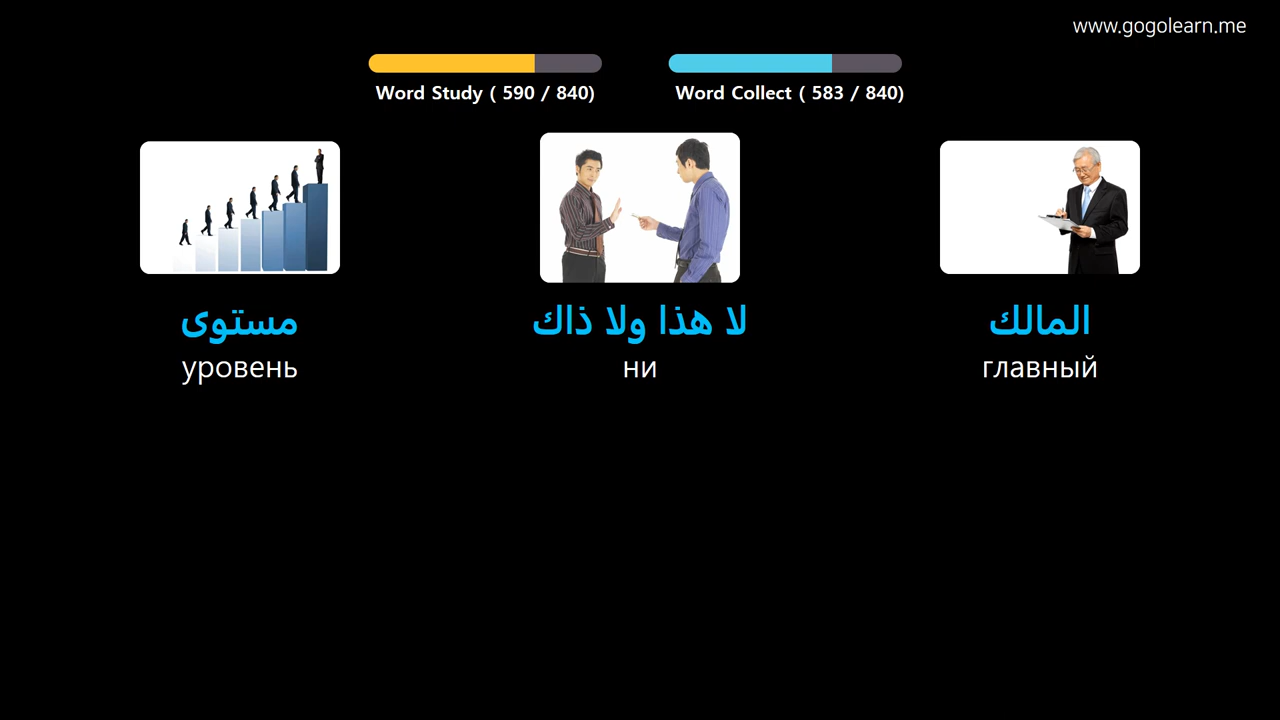 www.gogolearn.me
Word Study ( 590 / 840)
Word Collect ( 583 / 840)
مستوى
уровень
لا هذا ولا ذاك
ни
المالك
главный